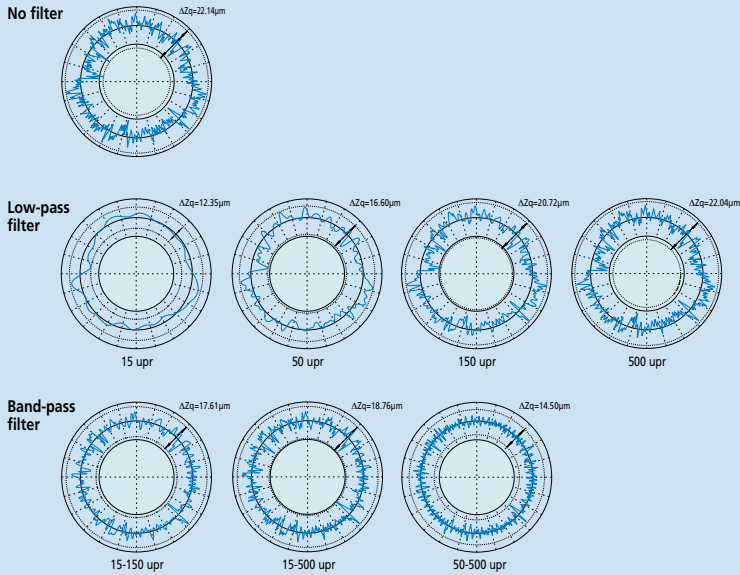 No filter
ΔZq=22.14µm
Low-pass
filter
ΔZq=12.35µm
ΔZq=16.60µm
ΔZq=20.72µm
ΔZq=22.04µm
15 upr
50 upr
150 upr
500 upr
Band-pass
filter
ΔZq=17.61µm
ΔZq=18.76µm
ΔZq=14.50µm
15-150 upr
15-500 upr
50-500 upr